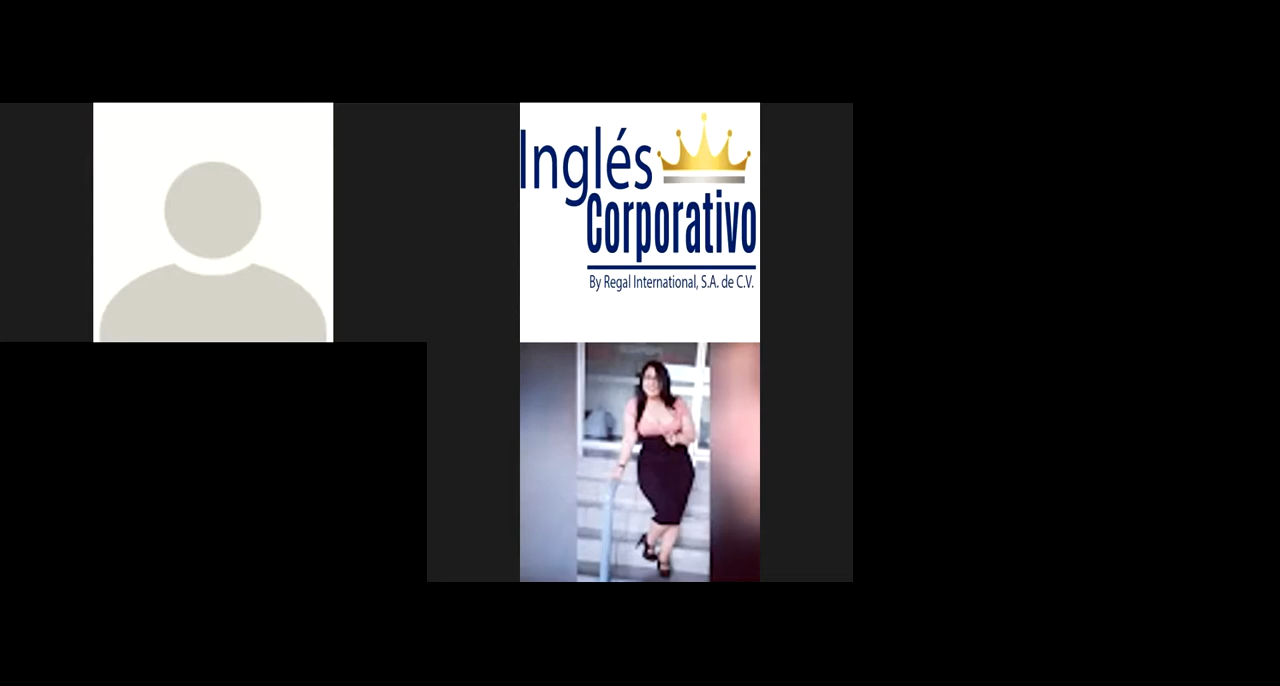 Inglés
Corporativo
By Regal International, S.A. de C.V.